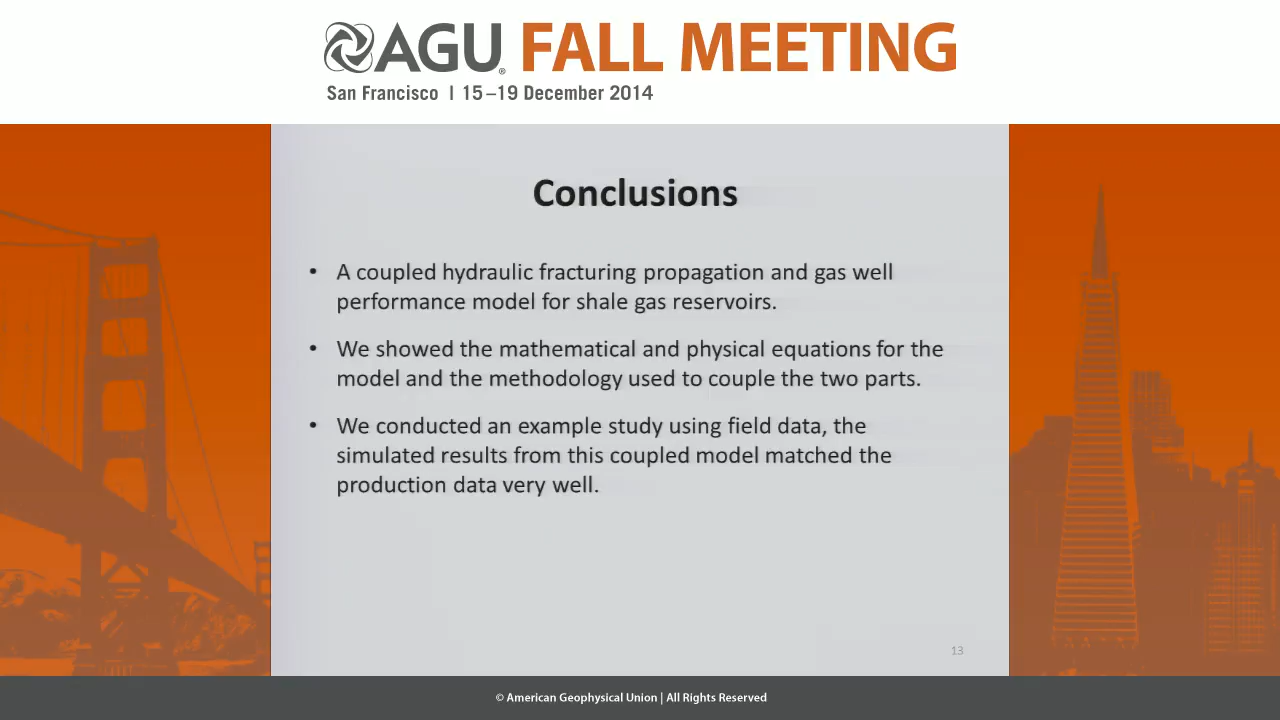 AGU® FALL MEETING
San Francisco | 15–19 December 2014
Conclusions
• A coupled hydraulic fracturing propagation and gas well
performance model for shale gas reservoirs.
• We showed the mathematical and physical equations for the
model and the methodology used to couple the two parts.
• We conducted an example study using field data, the
simulated results from this coupled model matched the
production data very well.
13
© American Geophysical Union | All Rights Reserved